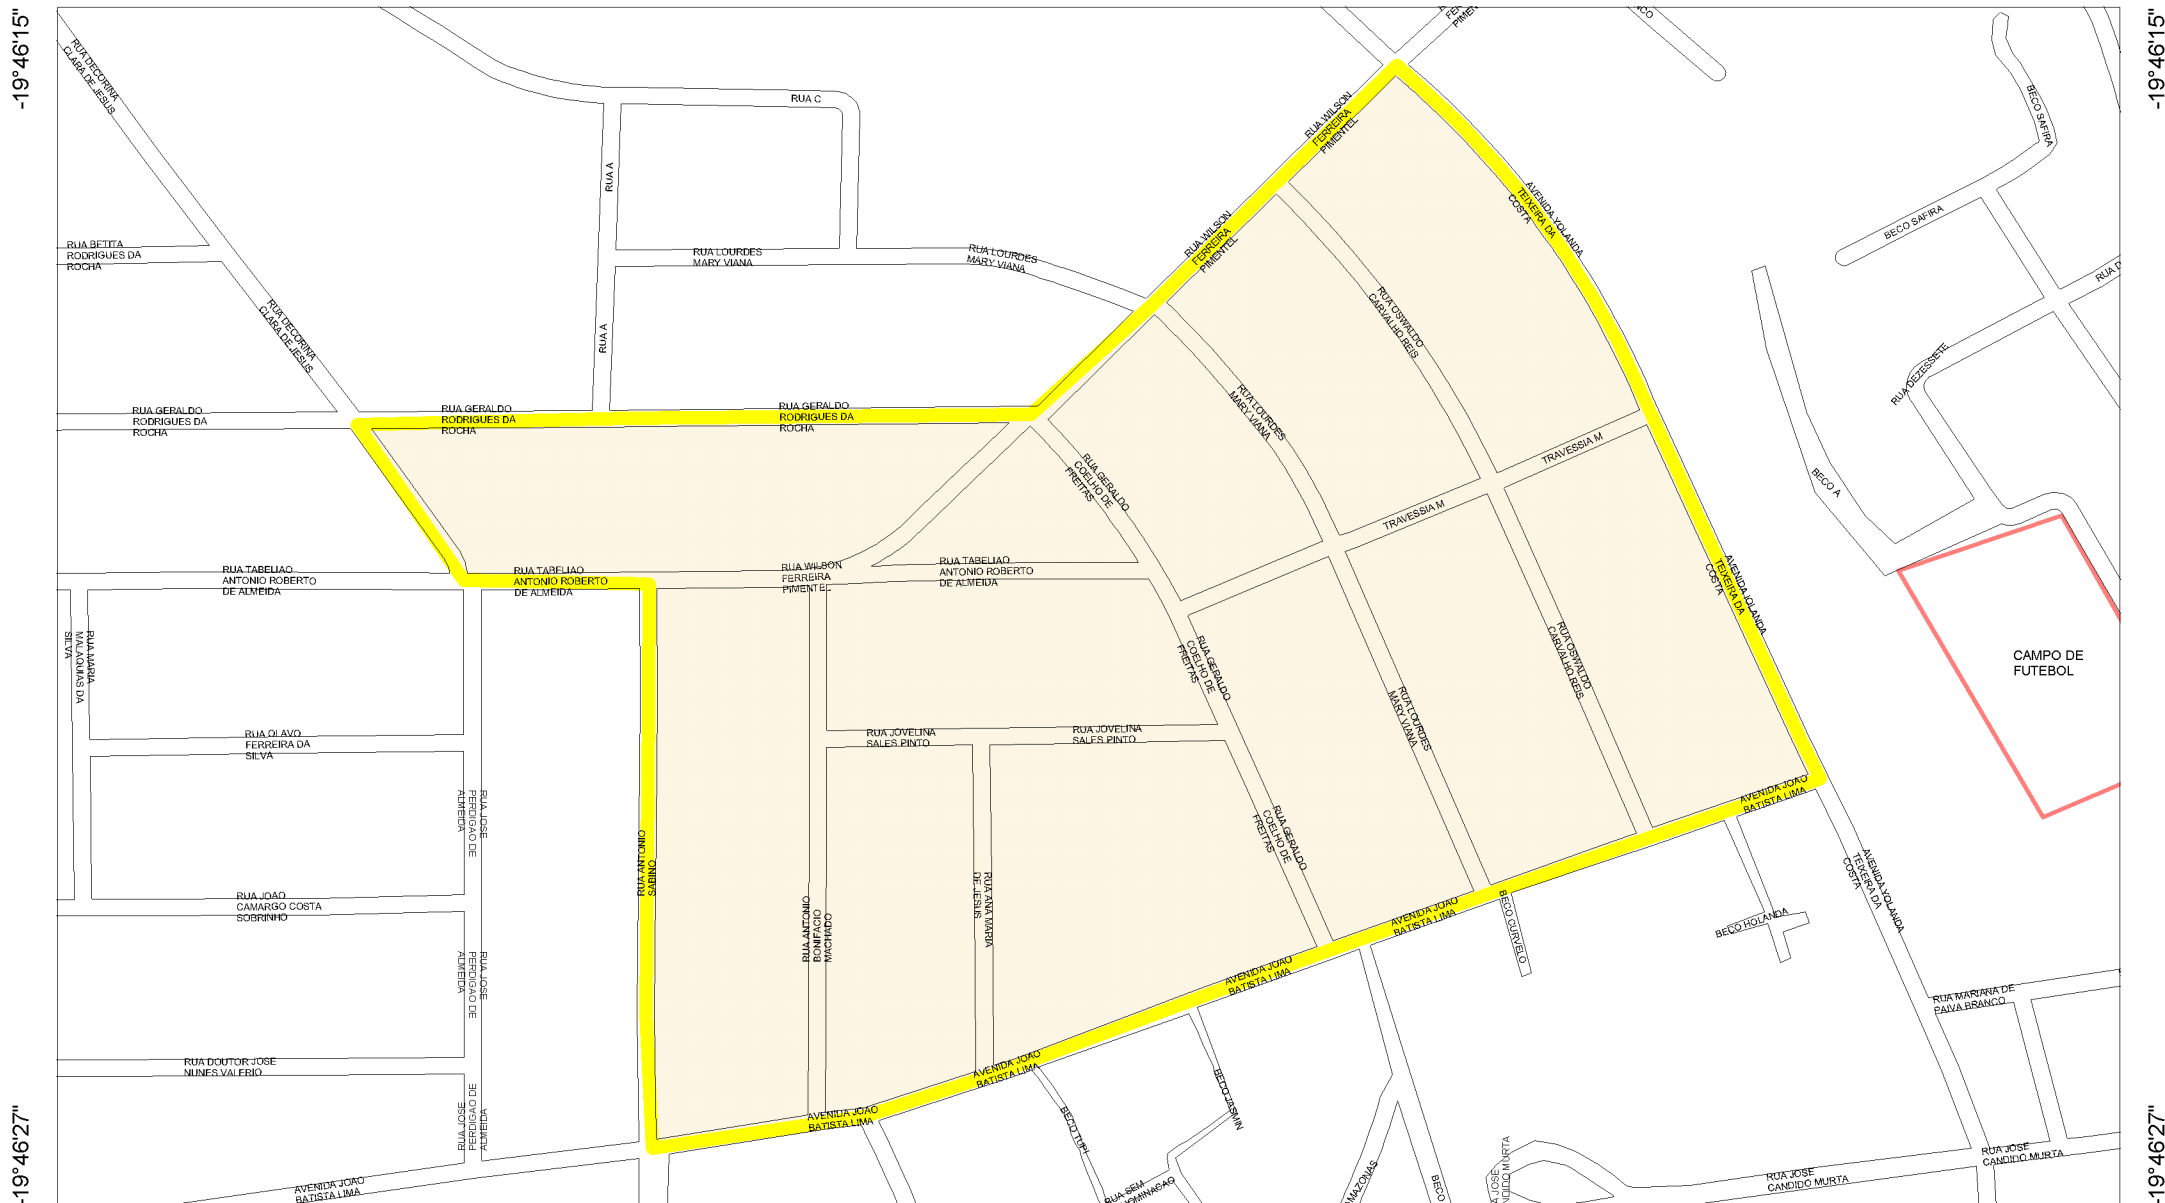 -19°46'15"
-19°46'15"
FERREIRA
PIMENTEL
RUA DECORINA
CLARA DE JESUS
RUA C
RUA WILSON
FERREIRA
PIMENTEL
BECO SAFIRA
RUA A
AVENIDA YOLANDA
TEIXEIRA DA
COSTA
BECO SAFIRA
RUA BETITA
RODRIGUES DA
ROCHA
RUA LOURDES
MARY VIANA
RUA LOURDES
MARY VIANA
RUA WILSON
FERREIRA
PIMENTEL
RUA D
RUA DECORINA
CLARA DE JESUS
RUA A
RUA OSWALDO
CARVALHO REIS
RUA DEZESSETE
RUA GERALDO
RODRIGUES DA
ROCHA
RUA GERALDO
RODRIGUES DA
ROCHA
RUA GERALDO
RODRIGUES DA
ROCHA
RUA LOURDES
MARY VIANA
TRAVESSIA M
RUA GERALDO
COELHO DE
FREITAS
BECO A
TRAVESSIA M
RUA TABELIAO
ANTONIO ROBERTO
DE ALMEIDA
RUA TABELIAO
ANTONIO ROBERTO
DE ALMEIDA
RUA WILSON
FERREIRA
PIMENTEL
RUA TABELIAO
ANTONIO ROBERTO
DE ALMEIDA
AVENIDA IOLANDA
TEIXEIRA DA
COSTA
RUA MARIA
MALAQUIAS DA
SILVA
RUA GERALDO
COELHO DE
FREITAS
RUA OSWALDO
CARVALHO REIS
CAMPO DE
FUTEBOL
RUA LOURDES
MARY VIANA
RUA OLAVO
FERREIRA DA
SILVA
RUA JOVELINA
SALES PINTO
RUA JOVELINA
SALES PINTO
RUA JOSE
PERDIGAO DE
ALMEIDA
AVENIDA JOAO
BATISTA LIMA
RUA ANTONIO
SABINO
RUA GERALDO
COELHO DE
FREITAS
AVENIDA YOLANDA
TEIXEIRA DA
COSTA
RUA JOAO
CAMARGO COSTA
SOBRINHO
RUA ANTONIO
BONIFACIO
MACHADO
RUA ANA MARIA
DE JESUS
AVENIDA JOAO
BATISTA LIMA
BECO CURVELO
BECO HOLANDA
RUA JOSE
PERDIGAO DE
ALMEIDA
AVENIDA JOAO
BATISTA LIMA
RUA MARIANA DE
PAIVA BRANCO
RUA DOUTOR JOSE
NUNES VALERIO
AVENIDA JOAO
BATISTA LIMA
BECO JASMIN
RUA JOSE
PERDIGAO DE
ALMEIDA
AVENIDA JOAO
BATISTA LIMA
BECO TUPI
-19°46'27"
-19°46'27"
RUA JOSE
CANDIDO MURTA
RUA JOSE
CANDIDO MURTA
AVENIDA JOAO
BATISTA LIMA
RUA SEM
BECO